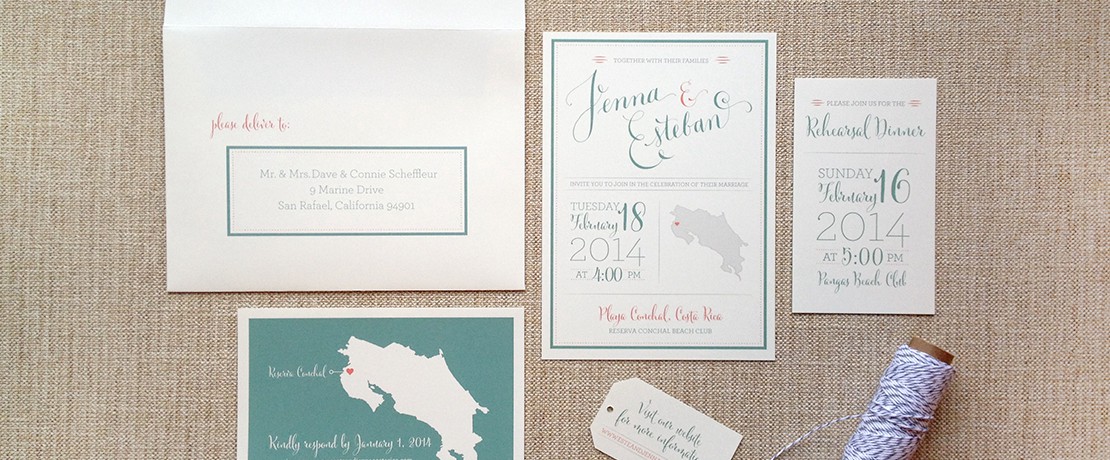 please deliver to:
Mr. & Mrs. Dave & Connie Scheffleur
9 Marine Drive
San Rafael, California 94901
TOGETHER WITH THEIR FAMILIES
Jenna &
Esteban
INVITE YOU TO JOIN IN THE CELEBRATION OF THEIR MARRIAGE
TUESDAY
February 18
2014
AT 4:00 PM
Playa Conchal, Costa Rica
RESERVA CONCHAL BEACH CLUB
PLEASE JOIN US FOR THE
Rehearsal Dinner
SUNDAY
February 16
2014
AT 5:00 PM
Pangas Beach Club
Reserva Conchal
Kindly respond by January 1, 2014
Visit our website
for more information